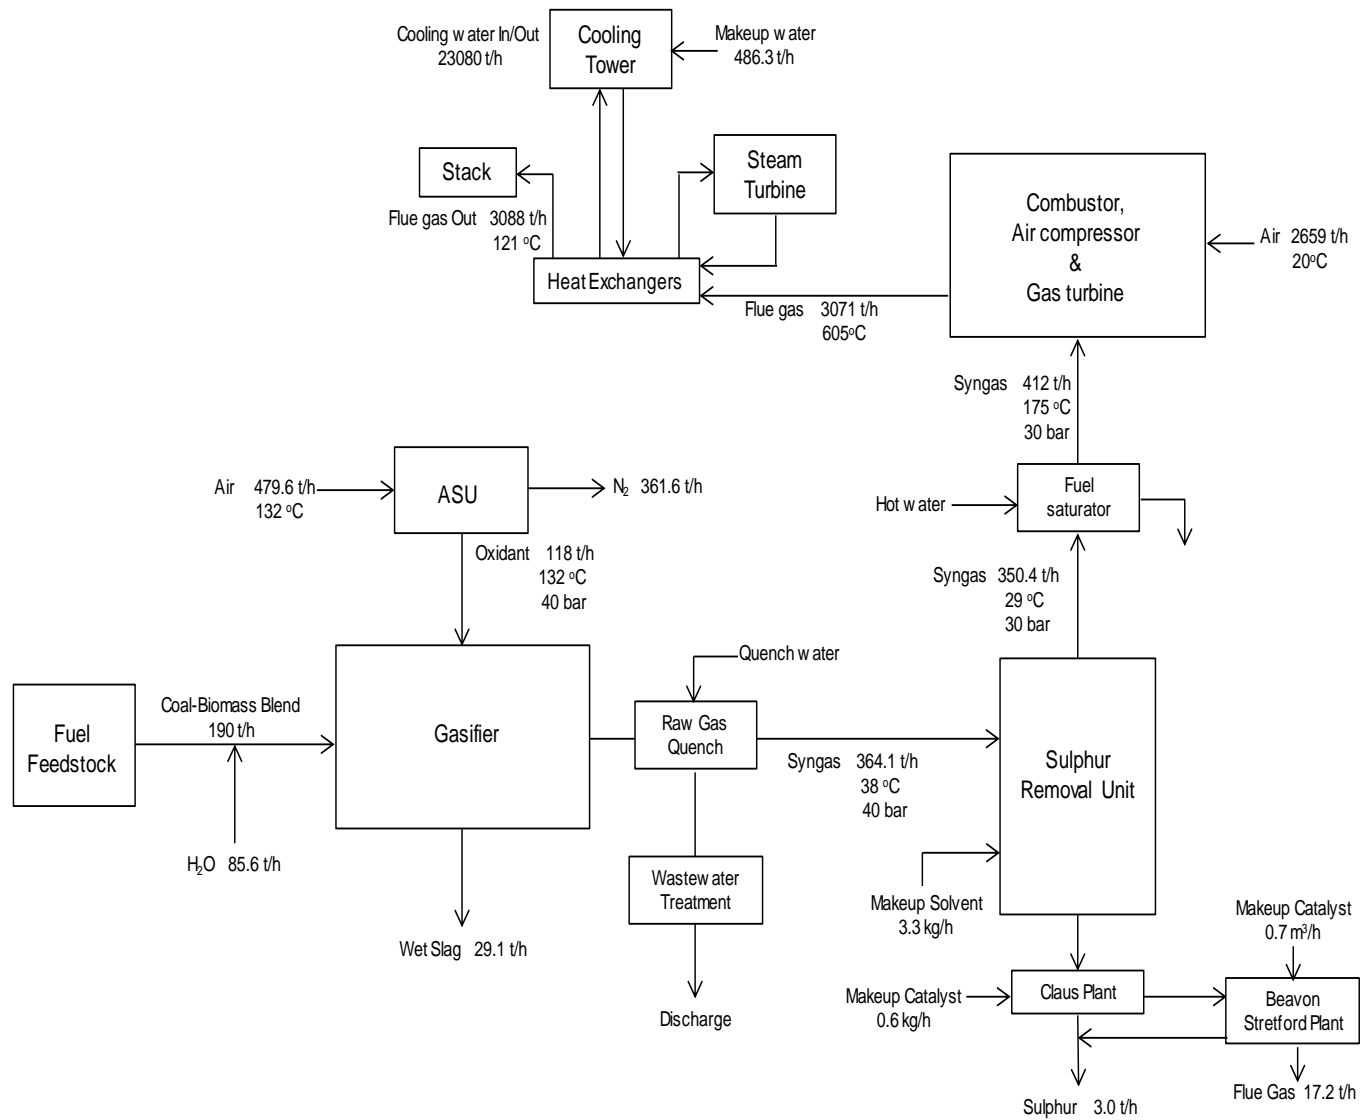 Cooling water In/Out
23080 t/h
Cooling
Tower
Makeup water
486.3 t/h
Stack
Flue gas Out 3088 t/h
121 °C
Steam
Turbine
Heat Exchangers
Combustor,
Air compressor
&
Gas turbine
Air 2659 t/h
20°C
Flue gas 3071 t/h
605°C
Syngas 412 t/h
175 °C
30 bar
Air 479.6 t/h
132 °C
ASU
N₂ 361.6 t/h
Oxidant 118 t/h
132 °C
40 bar
Hot water
Fuel
saturator
Syngas 350.4 t/h
29 °C
30 bar
Fuel
Feedstock
Coal-Biomass Blend
190 t/h
H₂O 85.6 t/h
Gasifier
Wet Slag 29.1 t/h
Quench water
Raw Gas
Quench
Syngas 364.1 t/h
38 °C
40 bar
Wastewater
Treatment
Discharge
Sulphur
Removal Unit
Makeup Solvent
3.3 kg/h
Makeup Catalyst
0.6 kg/h
Claus Plant
Makeup Catalyst
0.7 m³/h
Beavon
Stretford Plant
Sulphur 3.0 t/h
Flue Gas 17.2 t/h